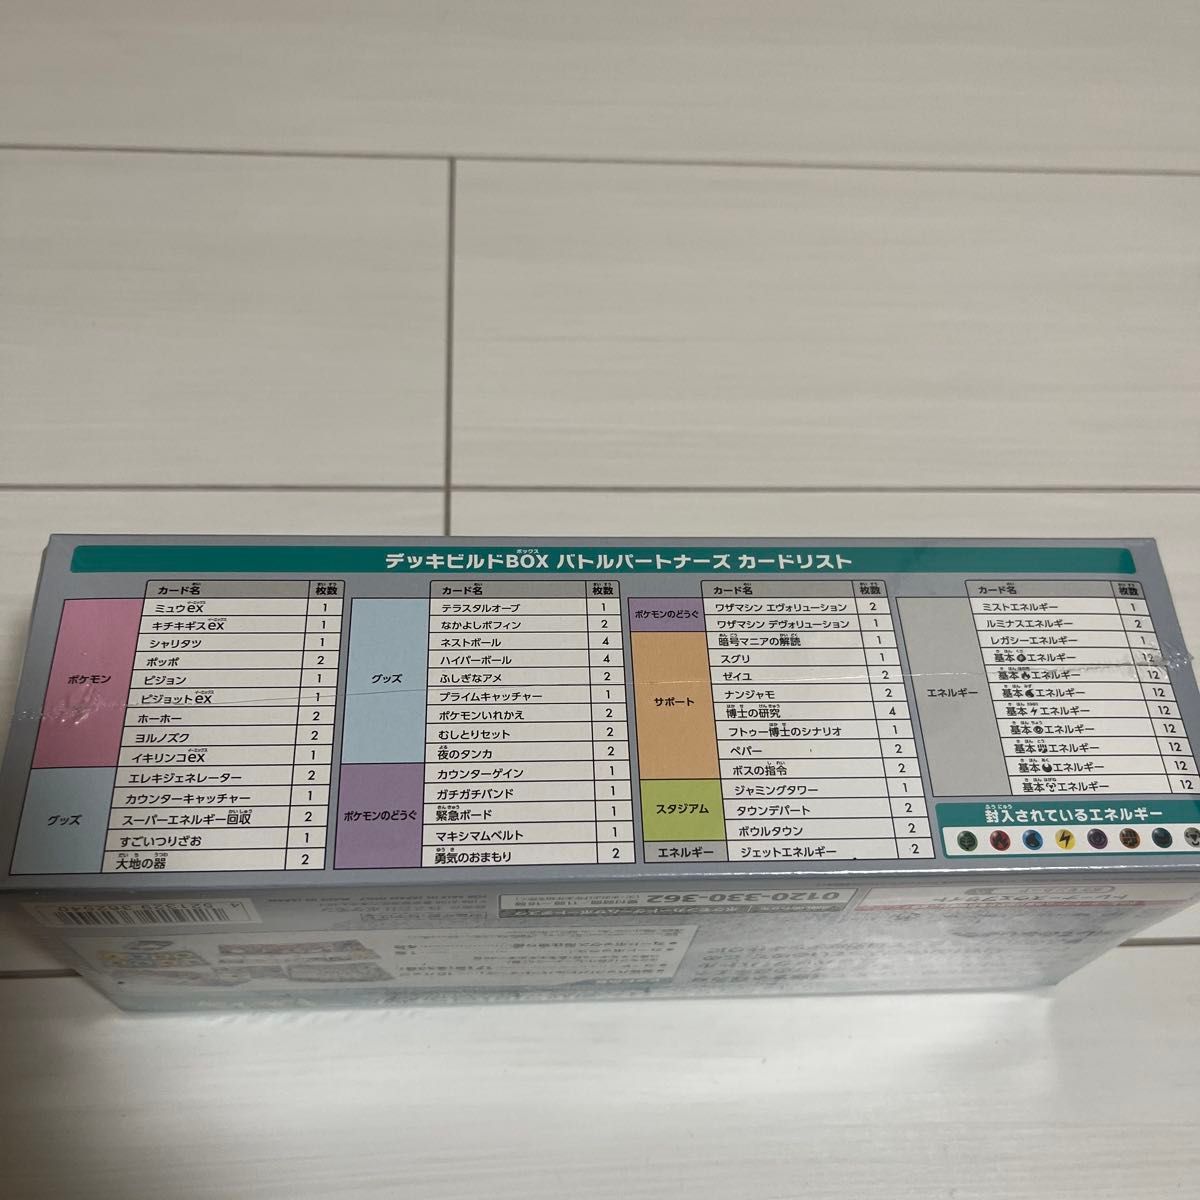 デッキビルドBOX バトルパートナーズ カードリスト
カード名 枚数
ポケモン
ミュウex 1
キチキギスex 1
シャリタツ 1
ポッポ 2
ピジョン 1
ピジョットex 1
ホーホー 2
ヨルノズク 2
イキリンコex 1
グッズ
エレキジェネレーター 2
カウンターキャッチャー 1
スーパーエネルギー回収 2
すごいつりざお 1
大地の器 2
カード名 枚数
グッズ
テラスタルオーブ 1
なかよしポフィン 2
ネストボール 4
ハイパーボール 4
ふしぎなアメ 2
プライムキャッチャー 1
ポケモンいれかえ 2
むしとりセット 2
夜のタンカ 2
ポケモンのどうぐ
カウンターゲイン 1
ガチガチバンド 1
緊急ボード 1
マキシマムベルト 1
勇気のおまもり 2
カード名 枚数
ポケモンのどうぐ
ワザマシン エヴォリューション 2
ワザマシン デヴォリューション 1
サポート
暗号マニアの解読 1
スグリ 1
ゼイユ 2
ナンジャモ 2
博士の研究 4
フトゥー博士のシナリオ 1
ペパー 2
ボスの指令 2
スタジアム
ジャミングタワー 1
タウンデパート 2
ボウルタウン 2
エネルギー
ジェットエネルギー 2
カード名 枚数
エネルギー
ミストエネルギー 1
ルミナスエネルギー 2
レガシーエネルギー 1
基本エネルギー 12
基本エネルギー 12
基本エネルギー 12
基本エネルギー 12
基本エネルギー 12
基本エネルギー 12
基本エネルギー 12
基本エネルギー 12
封入されているエネルギー
0120-330-362